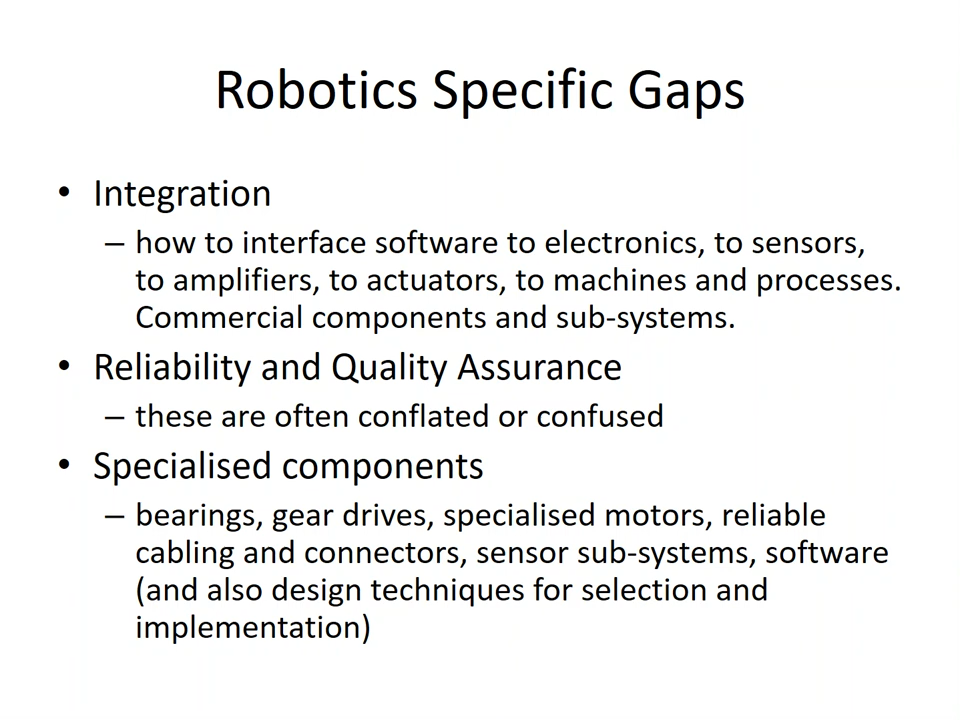 Robotics Specific Gaps
• Integration
– how to interface software to electronics, to sensors,
to amplifiers, to actuators, to machines and processes.
Commercial components and sub-systems.
• Reliability and Quality Assurance
– these are often conflated or confused
• Specialised components
– bearings, gear drives, specialised motors, reliable
cabling and connectors, sensor sub-systems, software
(and also design techniques for selection and
implementation)